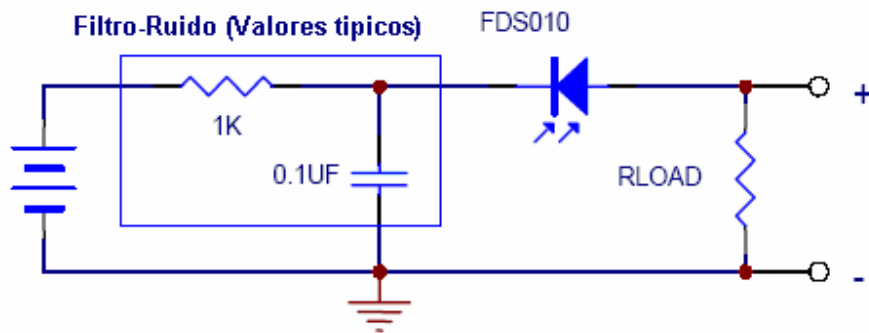 Filtro-Ruido (Valores tipicos)
FDS010
1K
0.1UF
RLOAD
+
-